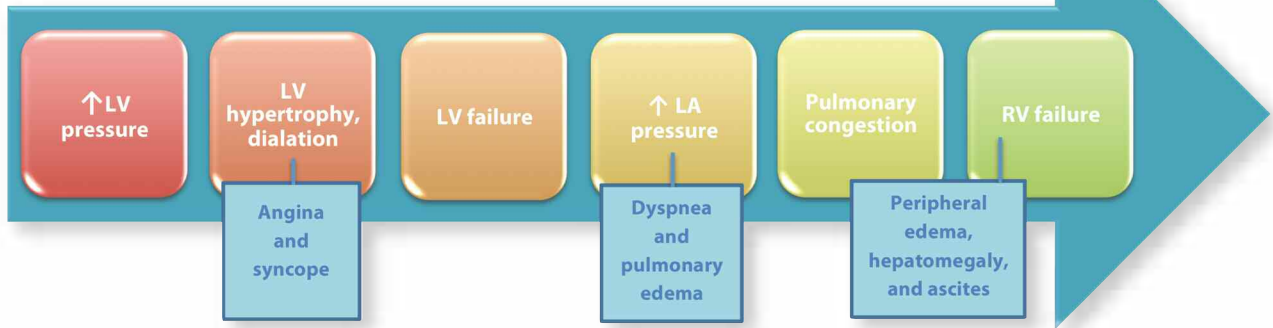 ↑LV
pressure
LV
hypertrophy,
dialation
LV failure
↑ LA
pressure
Pulmonary
congestion
RV failure
Angina
and
syncope
Dyspnea
and
pulmonary
edema
Peripheral
edema,
hepatomegaly,
and ascites